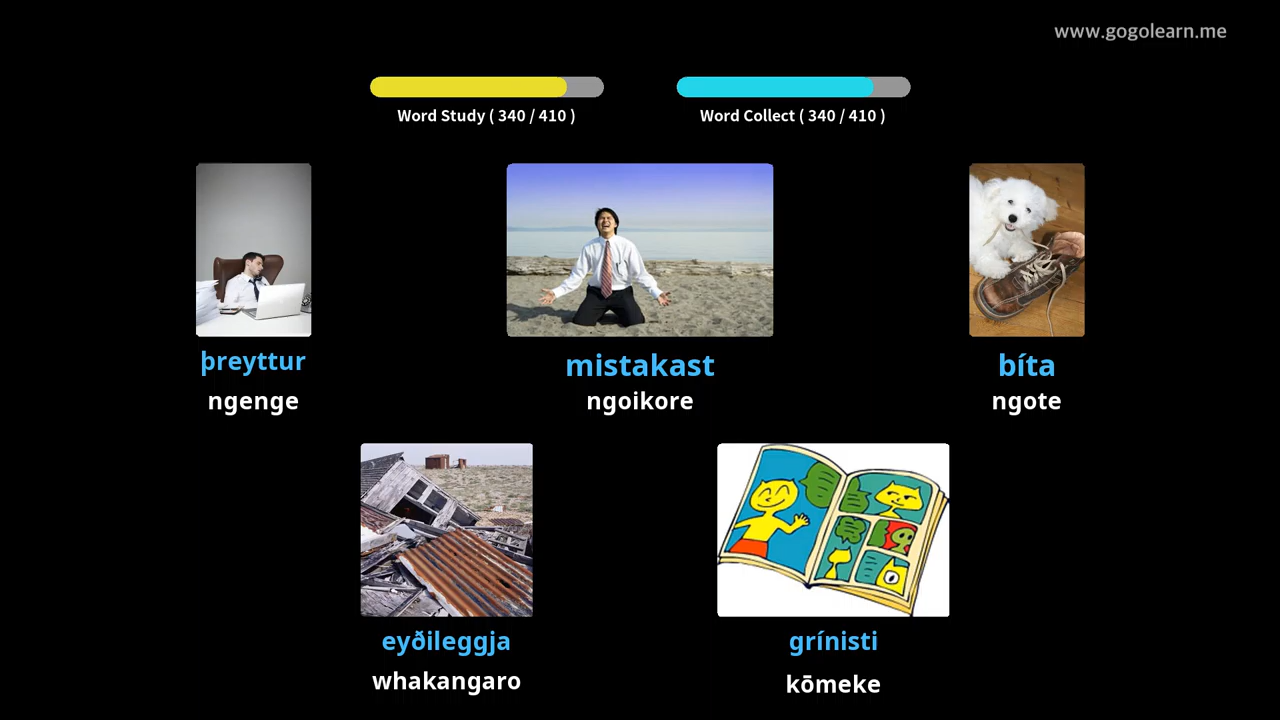 www.gogolearn.me
Word Study ( 340 / 410 )
Word Collect ( 340 / 410 )
þreyttur
ngenge
mistakast
ngoikore
bíta
ngote
eyðileggja
whakangaro
grínisti
kōmeke